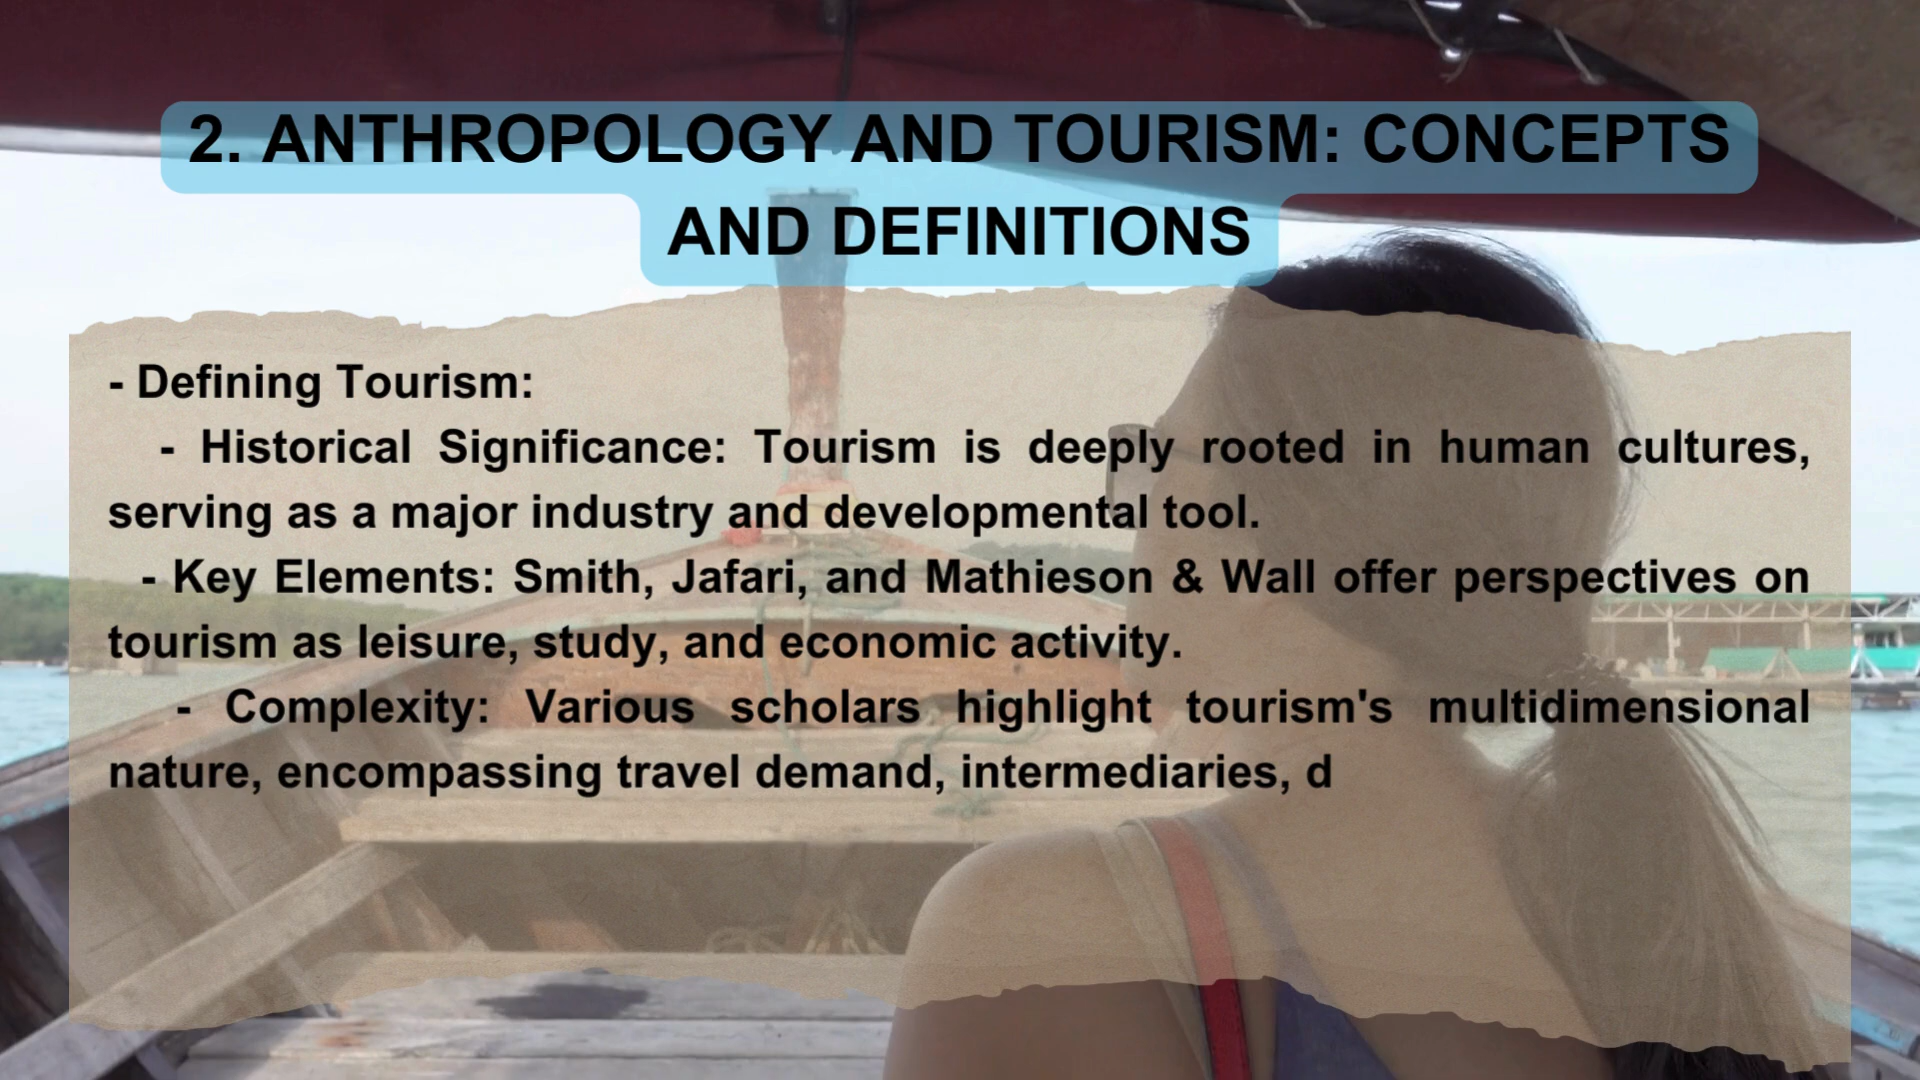 2. ANTHROPOLOGY AND TOURISM: CONCEPTS
AND DEFINITIONS
- Defining Tourism:
- Historical Significance: Tourism is deeply rooted in human cultures,
serving as a major industry and developmental tool.
- Key Elements: Smith, Jafari, and Mathieson & Wall offer perspectives on
tourism as leisure, study, and economic activity.
- Complexity: Various scholars highlight tourism's multidimensional
nature, encompassing travel demand, intermediaries, d